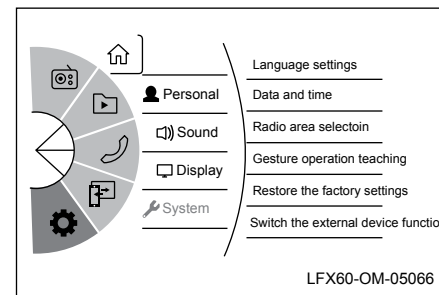 Personal
Sound
Display
System
Language settings
Data and time
Radio area selectoin
Gesture operation teaching
Restore the factory settings
Switch the external device functio
LFX60-OM-05066